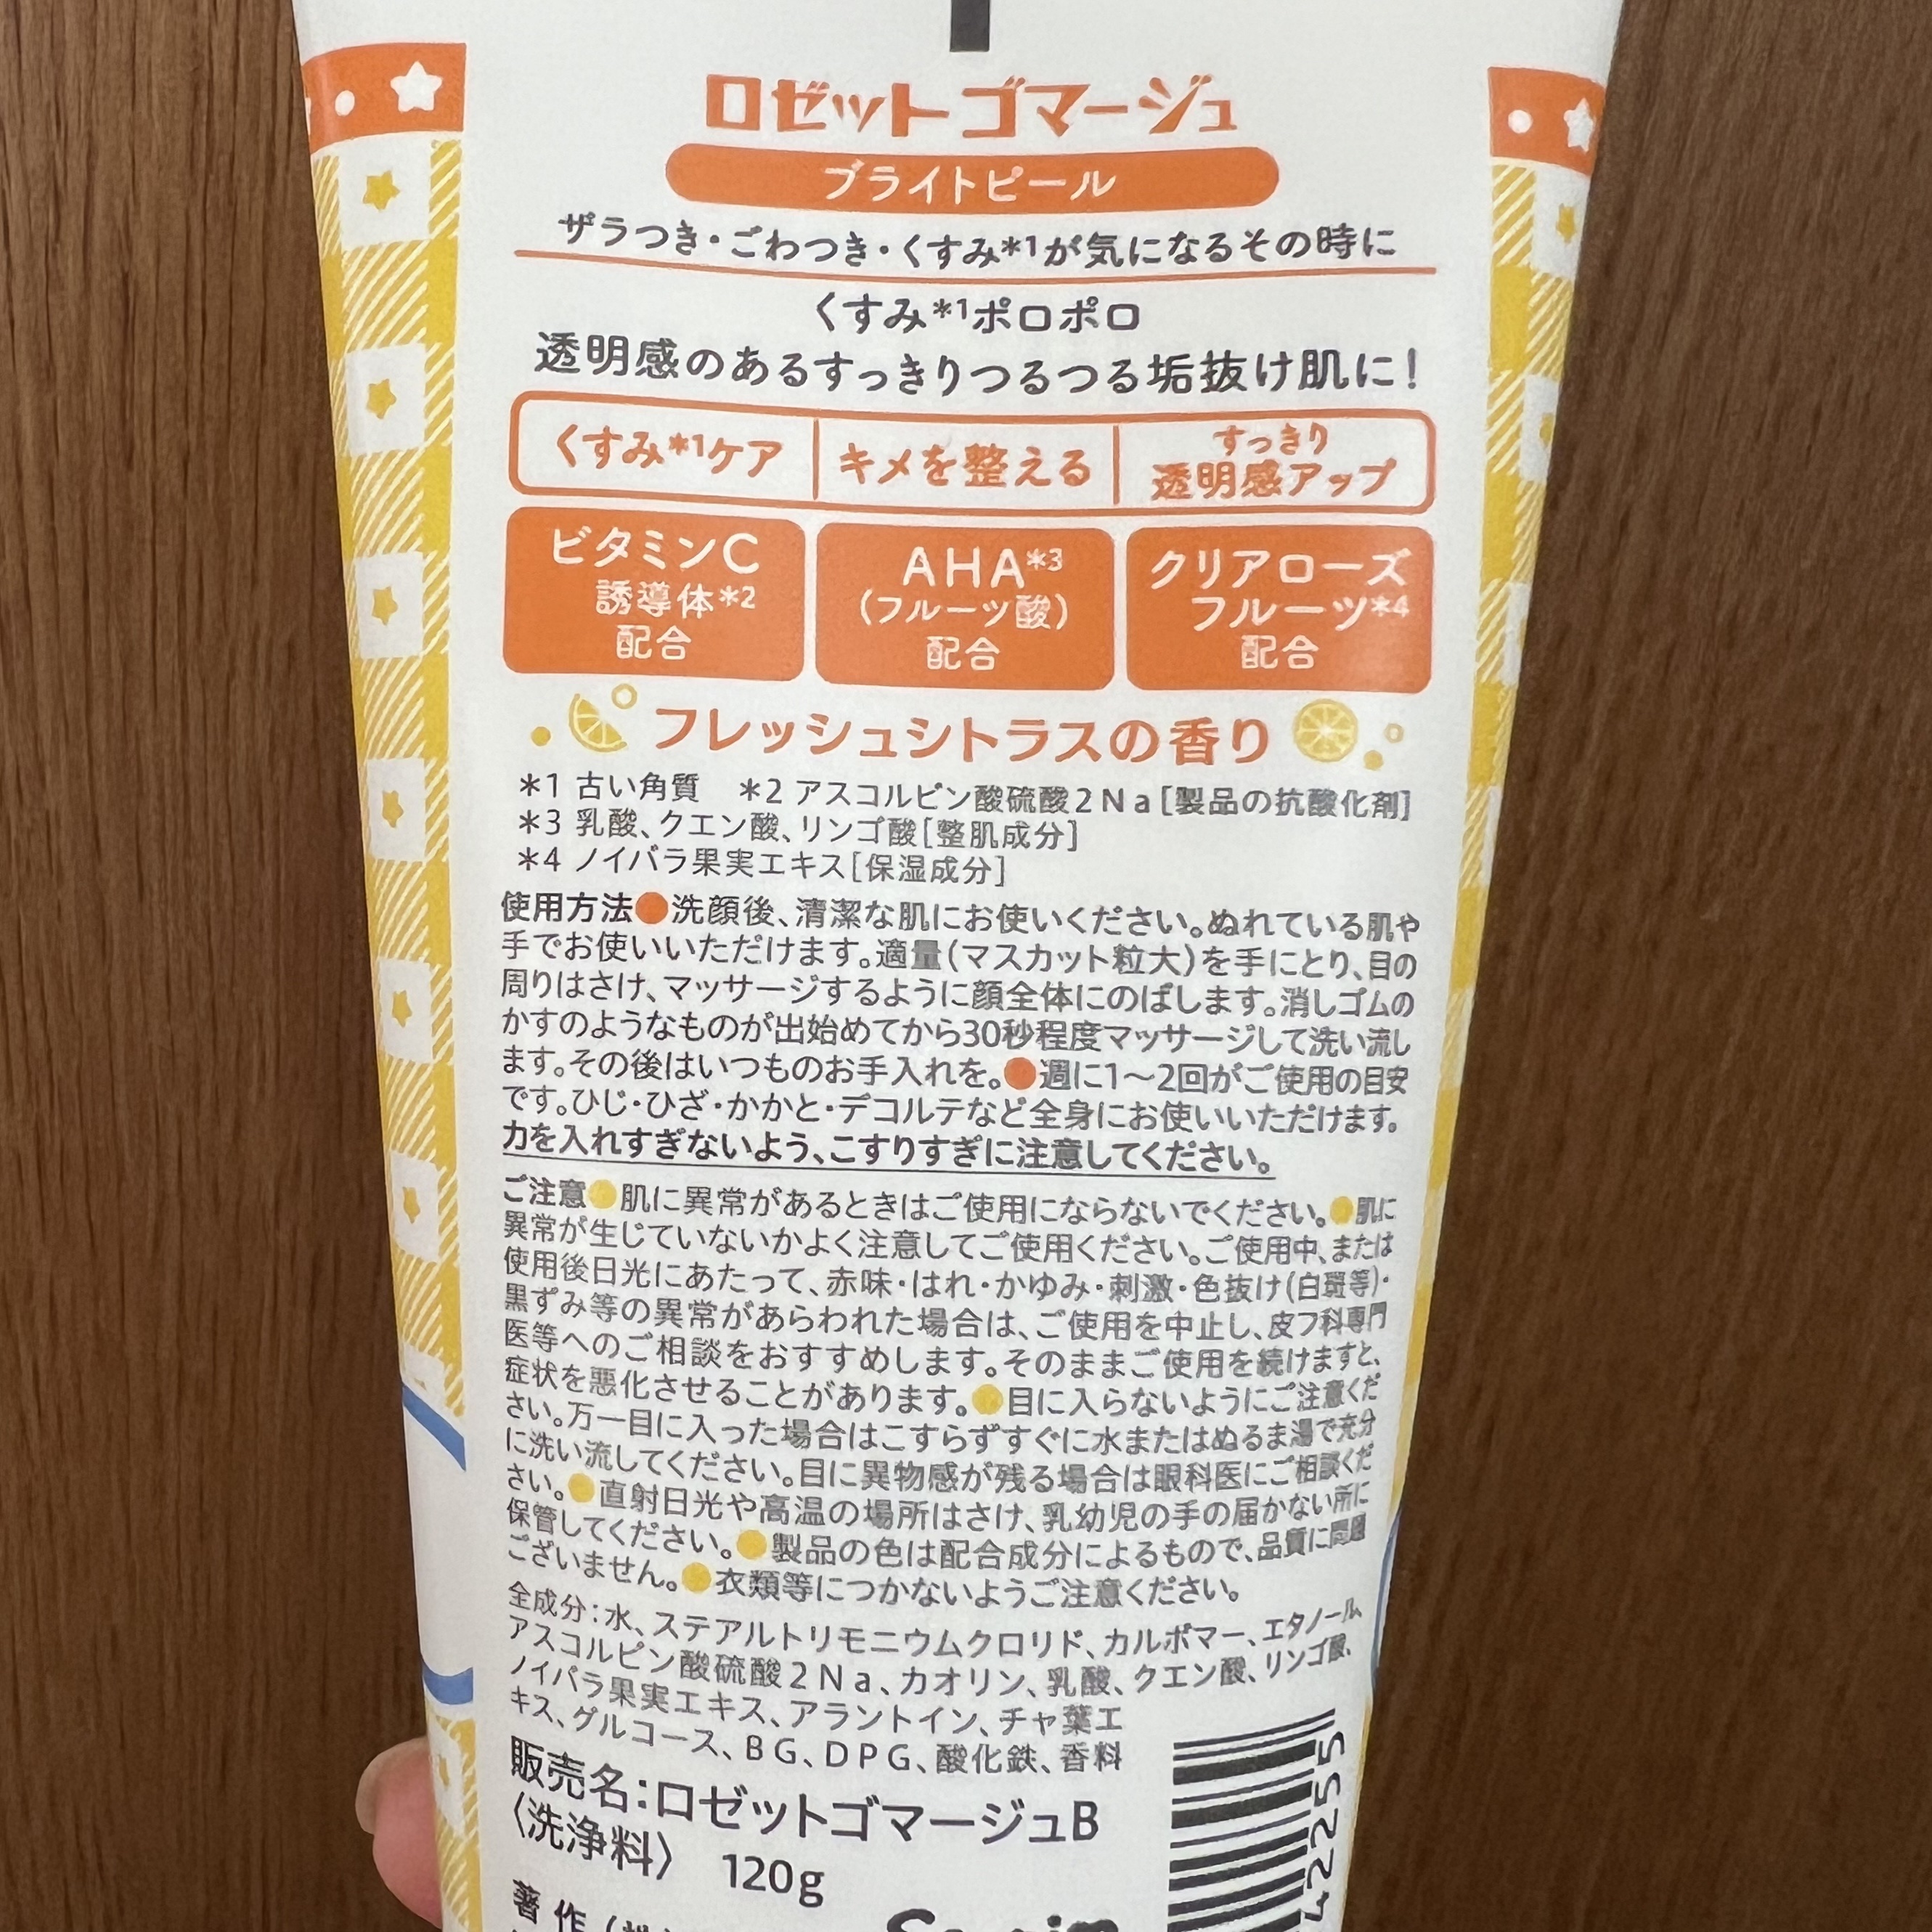 ロゼットゴマージュ
ブライトピール
ザラつき・ごわつき・くすみ*1が気になるその時に
くすみ*1ポロポロ
透明感のあるすっきりつるつる垢抜け肌に！
くすみ*1ケア
キメを整える
すっきり
透明感アップ
ビタミンC
誘導体*2
配合
AHA*3
(フルーツ酸)
配合
クリアローズ
フルーツ*4
配合
フレッシュシトラスの香り
*1 古い角質 *2 アスコルビン酸硫酸2Na[製品の抗酸化剤]
*3 乳酸、クエン酸、リンゴ酸[整肌成分]
*4 ノイバラ果実エキス[保湿成分]
使用方法●洗顔後、清潔な肌にお使いください。ぬれている肌や
手でお使いいただけます。適量(マスカット粒大)を手にとり、目の
周りはさけ、マッサージするように顔全体にのばします。消しゴムの
かすのようなものが出始めてから30秒程度マッサージして洗い流し
ます。その後はいつものお手入れを。●週に1〜2回がご使用の目安
です。ひじ・ひざ・かかと・デコルテなど全身にお使いいただけます。
力を入れすぎないよう、こすりすぎに注意してください。
ご注意●肌に異常があるときはご使用にならないでください。●肌に
異常が生じていないかよく注意してご使用ください。ご使用中、または
使用後日光にあたって、赤味・はれ・かゆみ・刺激・色抜け(白斑等)・
黒ずみ等の異常があらわれた場合は、ご使用を中止し、皮フ科専門
医等へのご相談をおすすめします。そのままご使用を続けますと、
症状を悪化させることがあります。●目に入らないようにご注意くだ
さい。万一目に入った場合はこすらずすぐに水またはぬるま湯で充分
に洗い流してください。目に異物感が残る場合は眼科医にご相談くだ
さい。●直射日光や高温の場所はさけ、乳幼児の手の届かない所に
保管してください。●製品の色は配合成分によるもので、品質に問題
ございません。●衣類等につかないようご注意ください。
全成分:水、ステアルトリモニウムクロリド、カルボマー、エタノール、
アスコルビン酸硫酸2Na、カオリン、乳酸、クエン酸、リンゴ酸、
ノイバラ果実エキス、アラントイン、チャ葉エ
キス、グルコース、BG、DPG、酸化鉄、香料
販売名:ロゼットゴマージュB
〈洗浄料〉 120g
著作
42255